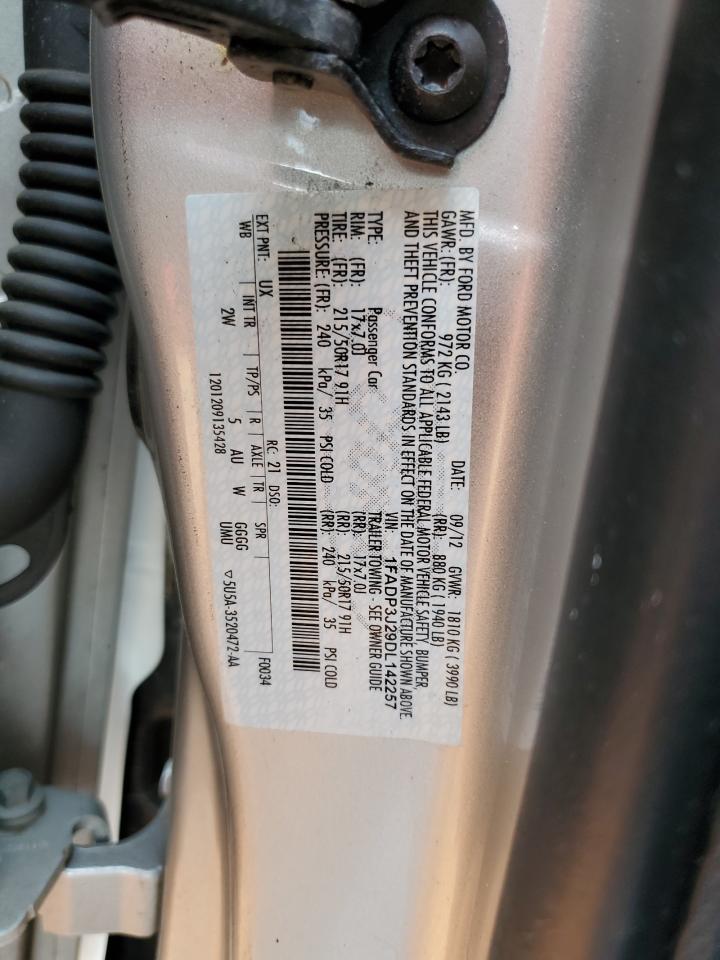 MFD. BY FORD MOTOR CO. DATE: 09/12 GVWR: 1810 KG ( 3990 LB)
GAWR: (FR): 972 KG ( 2143 LB) (RR): 880 KG ( 1940 LB)
THIS VEHICLE CONFORMS TO ALL APPLICABLE FEDERAL MOTOR VEHICLE SAFETY, BUMPER,
AND THEFT PREVENTION STANDARDS IN EFFECT ON THE DATE OF MANUFACTURE SHOWN ABOVE.
VIN: 1FADP3J29DL142257
TYPE: Passenger Car TRAILER TOWING - SEE OWNER GUIDE
RIM: (FR): 17x7.0J (RR): 17x7.0J
TIRE: (FR): 215/50R17 91H (RR): 215/50R17 91H
PRESSURE: (FR): 240 kPa/ 35 PSI COLD (RR): 240 kPa/ 35 PSI COLD
EXT PNT: UX RC: 21 DSO: F0034
WB INT TR TP/PS R AXLE TR SPR
2W 5 AU W GGGG
UMU
1201209135428 ▽5U5A-3520472-AA